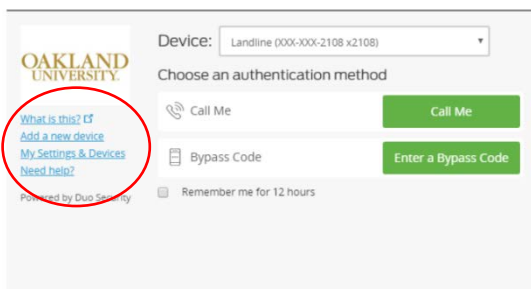 OAKLAND
UNIVERSITY.
What is this?
Add a new device
My Settings & Devices
Need help?
Powered by Duo Security
Device: Landline (XXX-XXX-2108 x2108)
Choose an authentication method
Call Me Call Me
Bypass Code Enter a Bypass Code
Remember me for 12 hours